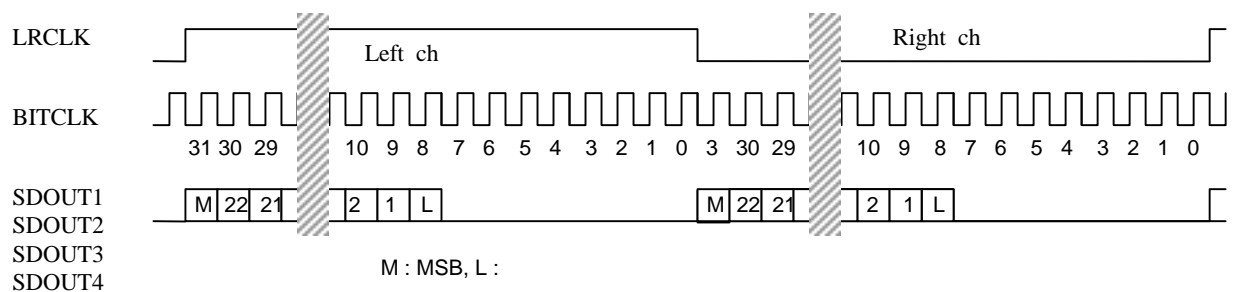 LRCLK
Left ch
Right ch
BITCLK
31 30 29 10 9 8 7 6 5 4 3 2 1 0 3 30 29 10 9 8 7 6 5 4 3 2 1 0
SDOUT1
M 22 21 2 1 L M 22 21 2 1 L
SDOUT2
SDOUT3
M : MSB, L :
SDOUT4